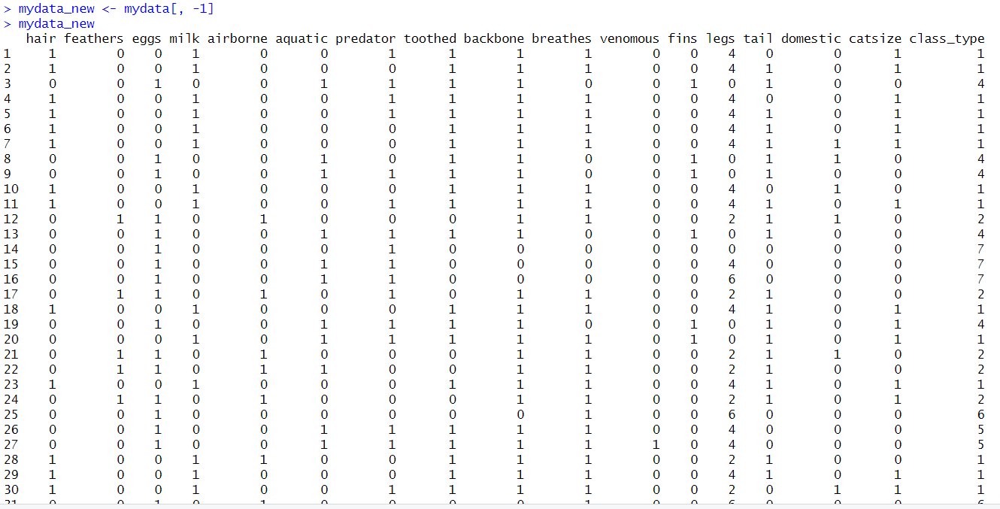 > mydata_new <- mydata[, -1]
> mydata_new
hair feathers eggs milk airborne aquatic predator toothed backbone breathes venomous fins legs tail domestic catsize class_type
1 1 0 0 1 0 0 1 1 1 1 0 0 4 0 0 1 1
2 1 0 0 1 0 0 0 1 1 1 0 0 4 1 0 1 1
3 0 0 1 0 0 1 1 1 1 0 0 1 0 1 0 0 4
4 1 0 0 1 0 0 1 1 1 1 0 0 4 0 0 1 1
5 1 0 0 1 0 0 1 1 1 1 0 0 4 1 0 1 1
6 1 0 0 1 0 0 0 1 1 1 0 0 4 1 0 1 1
7 1 0 0 1 0 0 0 1 1 1 0 0 4 1 1 1 1
8 0 0 1 0 0 1 0 1 1 0 0 1 0 1 1 0 4
9 0 0 1 0 0 1 1 1 1 0 0 1 0 1 0 0 4
10 1 0 0 1 0 0 0 1 1 1 0 0 4 0 1 0 1
11 1 0 0 1 0 0 1 1 1 1 0 0 4 1 0 1 1
12 0 1 1 0 1 0 0 0 1 1 0 0 2 1 1 0 2
13 0 0 1 0 0 1 1 1 1 0 0 1 0 1 0 0 4
14 0 0 1 0 0 0 1 0 0 0 0 0 0 0 0 0 7
15 0 0 1 0 0 1 1 0 0 0 0 0 4 0 0 0 7
16 0 0 1 0 0 1 1 0 0 0 0 0 6 0 0 0 7
17 0 1 1 0 1 0 1 0 1 1 0 0 2 1 0 0 2
18 1 0 0 1 0 0 0 1 1 1 0 0 4 1 0 1 1
19 0 0 1 0 0 1 1 1 1 0 0 1 0 1 0 1 4
20 0 0 0 1 0 1 1 1 1 1 0 1 0 1 0 1 1
21 0 1 1 0 1 0 0 0 1 1 0 0 2 1 1 0 2
22 0 1 1 0 1 1 0 0 1 1 0 0 2 1 0 0 2
23 1 0 0 1 0 0 0 1 1 1 0 0 4 1 0 1 1
24 0 1 1 0 1 0 0 0 1 1 0 0 2 1 0 1 2
25 0 0 1 0 0 0 0 0 0 1 0 0 6 0 0 0 6
26 0 0 1 0 0 1 1 1 1 1 0 0 4 0 0 0 5
27 0 0 1 0 0 1 1 1 1 1 1 0 4 0 0 0 5
28 1 0 0 1 1 0 0 1 1 1 0 0 2 1 0 0 1
29 1 0 0 1 0 0 0 1 1 1 0 0 4 1 0 1 1
30 1 0 0 1 0 0 1 1 1 1 0 0 2 0 1 1 1